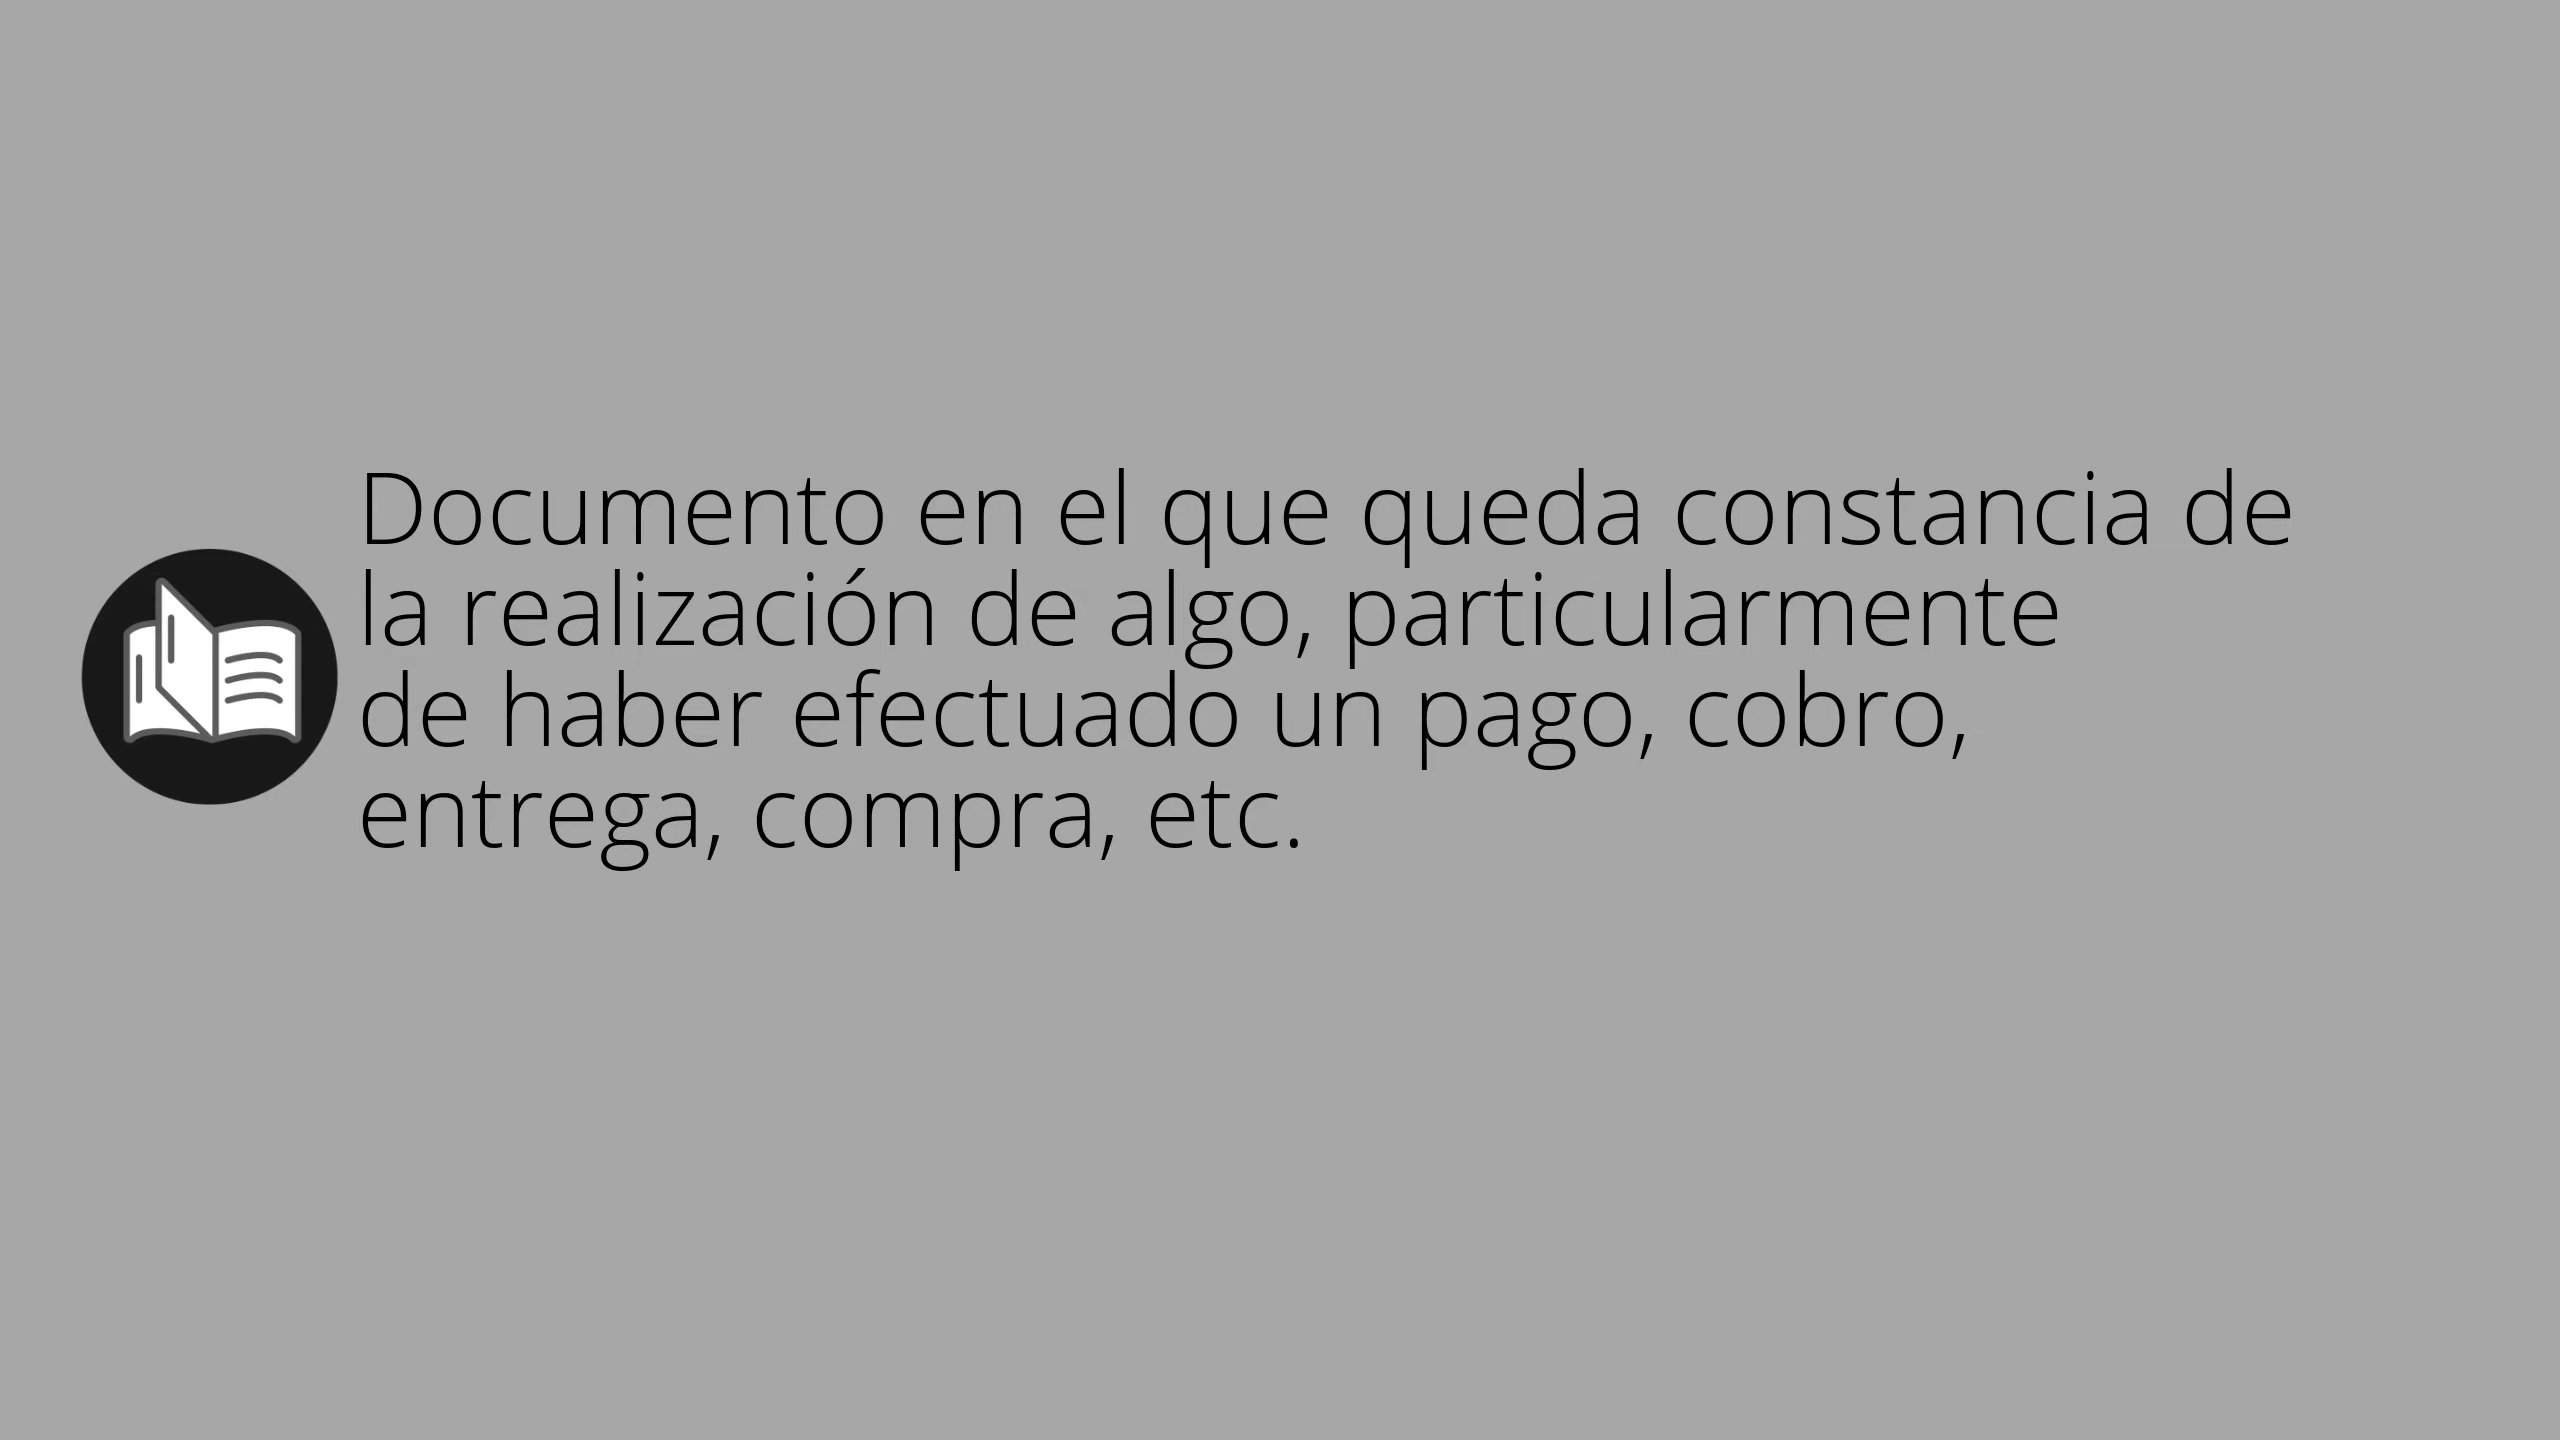 Documento en el que queda constancia de
la realización de algo, particularmente
de haber efectuado un pago, cobro,
entrega, compra, etc.